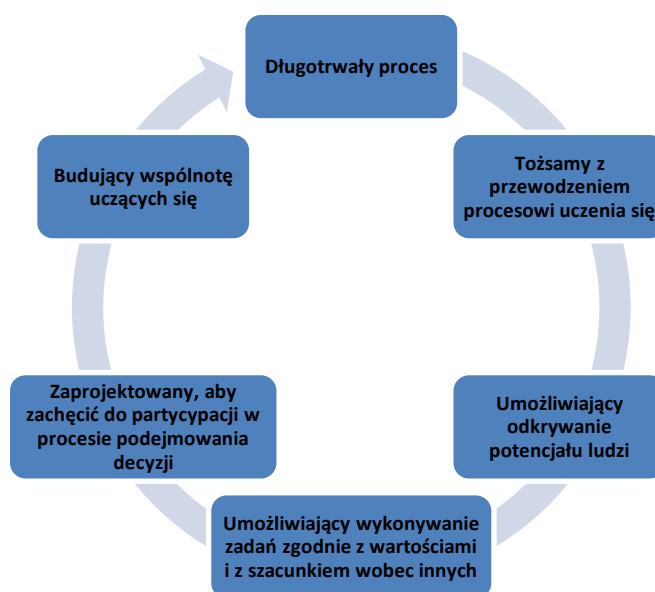 Długotrwały proces
Tożsamy z
przewodzeniem
procesowi uczenia się
Umożliwiający
odkrywanie
potencjału ludzi
Umożliwiający wykonywanie
zadań zgodnie z wartościami
i z szacunkiem wobec innych
Zaprojektowany, aby
zachęcić do partycypacji w
procesie podejmowania
decyzji
Budujący wspólnotę
uczących się